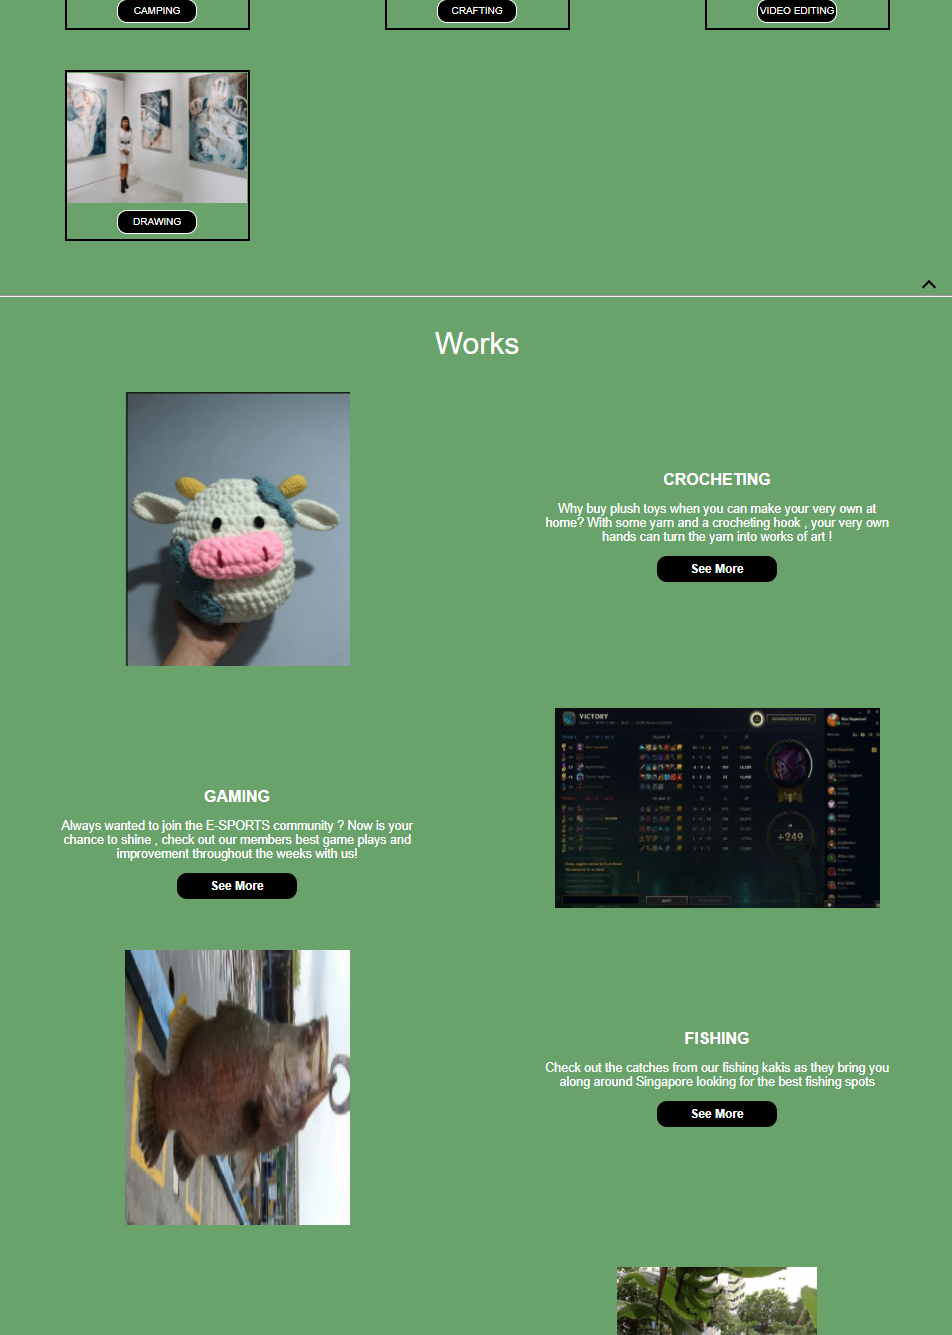 CAMPING
CRAFTING
VIDEO EDITING
DRAWING
Works
CROCHETING
Why buy plush toys when you can make your very own at
home? With some yarn and a crocheting hook , your very own
hands can turn the yarn into works of art !
See More
GAMING
Always wanted to join the E-SPORTS community ? Now is your
chance to shine , check out our members best game plays and
improvement throughout the weeks with us!
See More
VICTORY
ADVANCED DETAILS
+249
FISHING
Check out the catches from our fishing kakis as they bring you
along around Singapore looking for the best fishing spots
See More